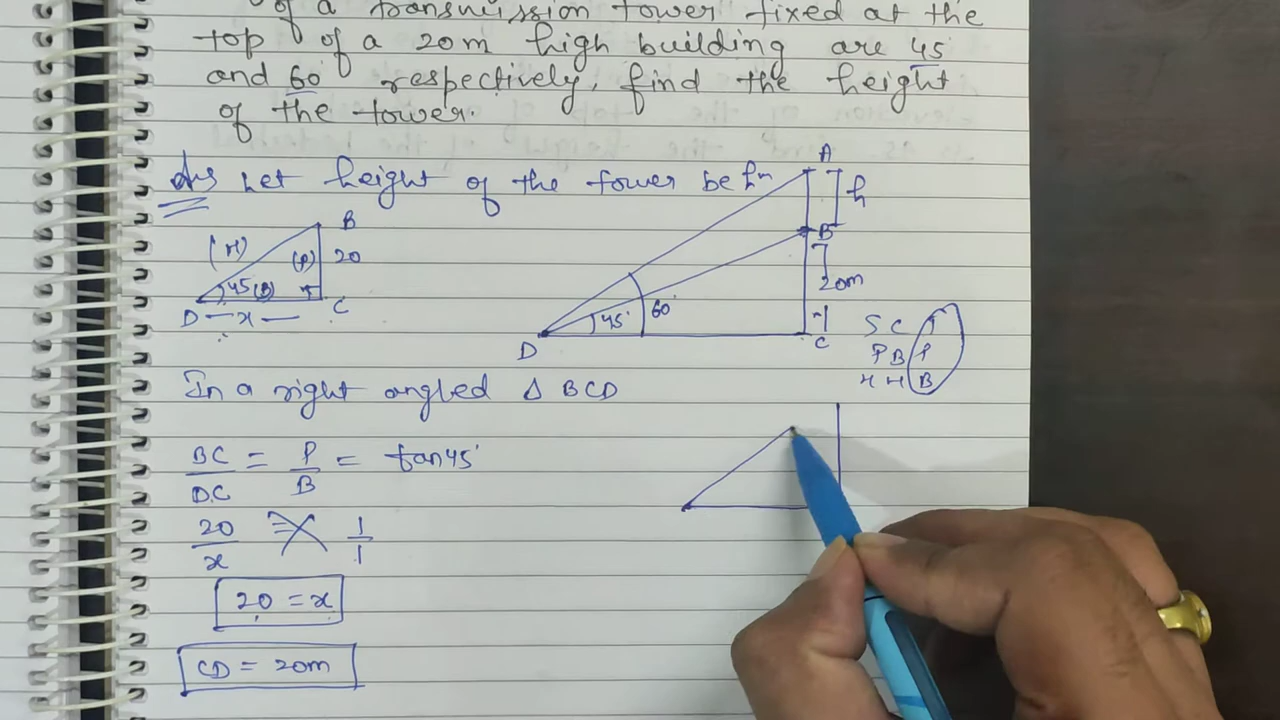 of a transmission tower fixed at the
top of a 20m high building are 45°
and 60° respectively, find the height
of the tower.
Ans Let height of the tower be hm
A
h
B
20m
C
D
45°
60°
B
(H)
(P)
20
45°
(B)
D
x
C
S C T
P B P
H H B
In a right angled Δ BCD
BC/DC = P/B = tan45°
20/x = 1/1
20 = x
CD = 20m